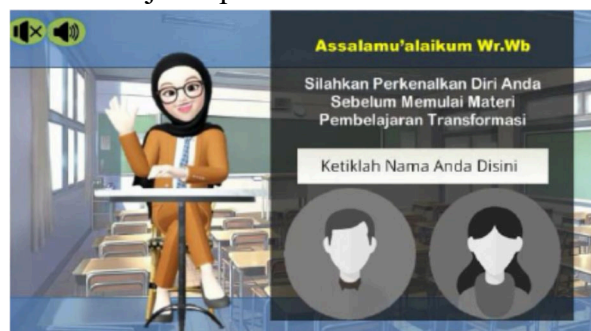 Assalamu'alaikum Wr.Wb
Silahkan Perkenalkan Diri Anda
Sebelum Memulai Materi
Pembelajaran Transformasi
Ketiklah Nama Anda Disini